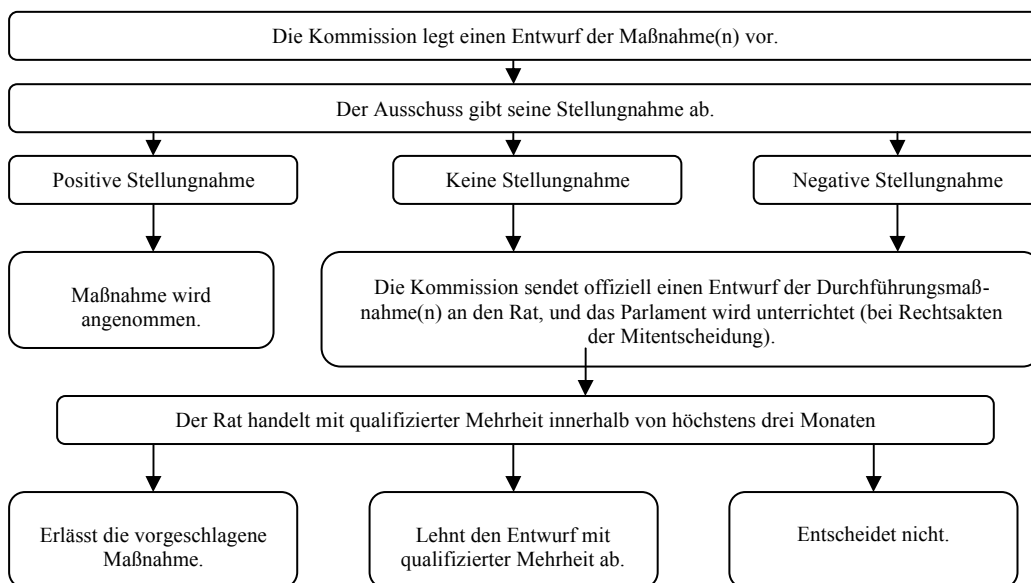 Die Kommission legt einen Entwurf der Maßnahme(n) vor.
Der Ausschuss gibt seine Stellungnahme ab.
Positive Stellungnahme
Keine Stellungnahme
Negative Stellungnahme
Maßnahme wird
angenommen.
Die Kommission sendet offiziell einen Entwurf der Durchführungsmaß-
nahme(n) an den Rat, und das Parlament wird unterrichtet (bei Rechtsakten
der Mitentscheidung).
Der Rat handelt mit qualifizierter Mehrheit innerhalb von höchstens drei Monaten
Erlässt die vorgeschlagene
Maßnahme.
Lehnt den Entwurf mit
qualifizierter Mehrheit ab.
Entscheidet nicht.